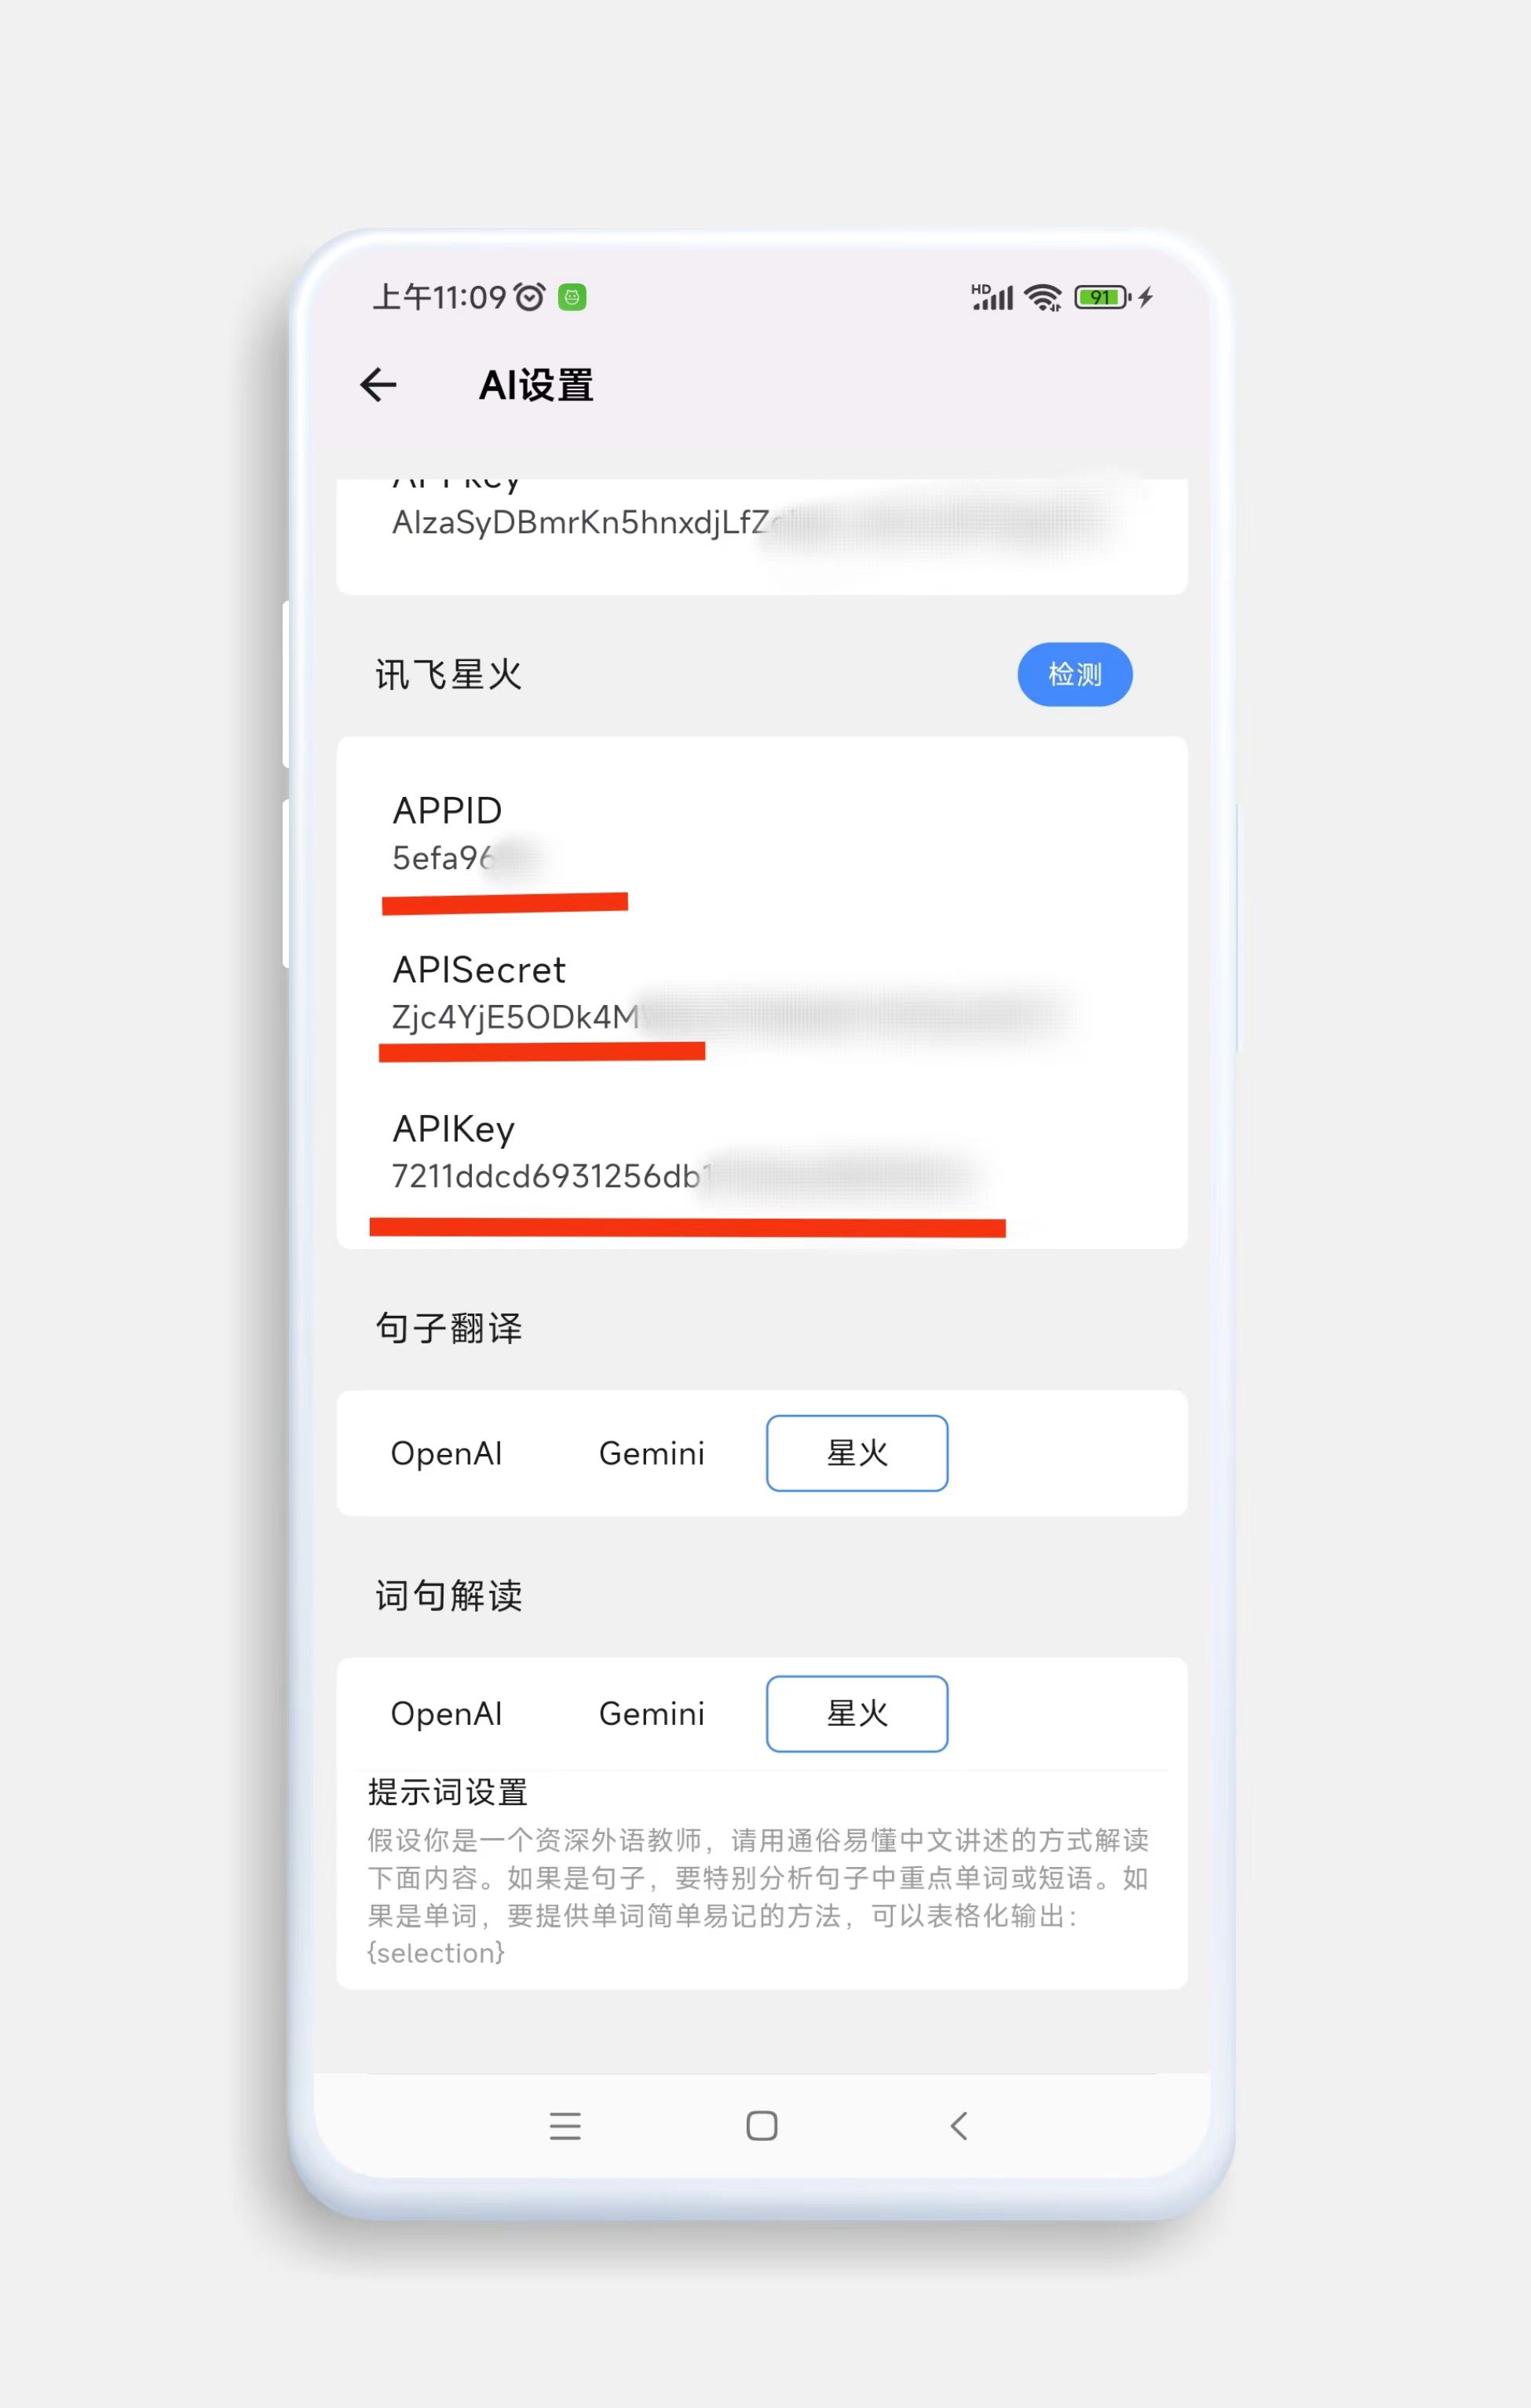 上午11:09
HD
91
AI设置
API key
AIzaSyDBmrKn5hnxdjLfZ
讯飞星火
检测
APPID
5efa96
APISecret
Zjc4YjE5ODk4M
APIKey
7211ddcd6931256db1
句子翻译
OpenAI Gemini 星火
词句解读
OpenAI Gemini 星火
提示词设置
假设你是一个资深外语教师，请用通俗易懂中文讲述的方式解读
下面内容。如果是句子，要特别分析句子中重点单词或短语。如
果是单词，要提供单词简单易记的方法，可以表格化输出：
{selection}